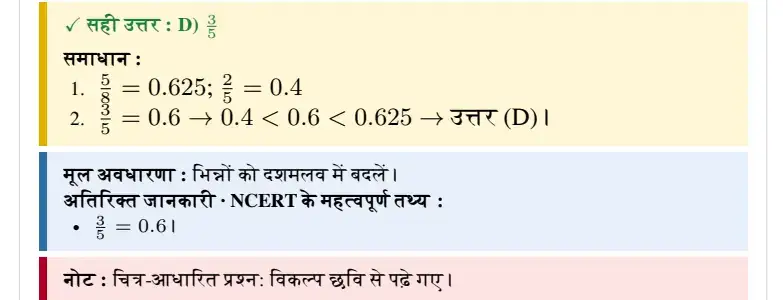 ✓ सही उत्तर : D) 3/5
समाधान :
1. 5/8 = 0.625; 2/5 = 0.4
2. 3/5 = 0.6 → 0.4 < 0.6 < 0.625 → उत्तर (D)।
मूल अवधारणा : भिन्नों को दशमलव में बदलें।
अतिरिक्त जानकारी · NCERT के महत्वपूर्ण तथ्य :
• 3/5 = 0.6।
नोट : चित्र-आधारित प्रश्न: विकल्प छवि से पढ़े गए।